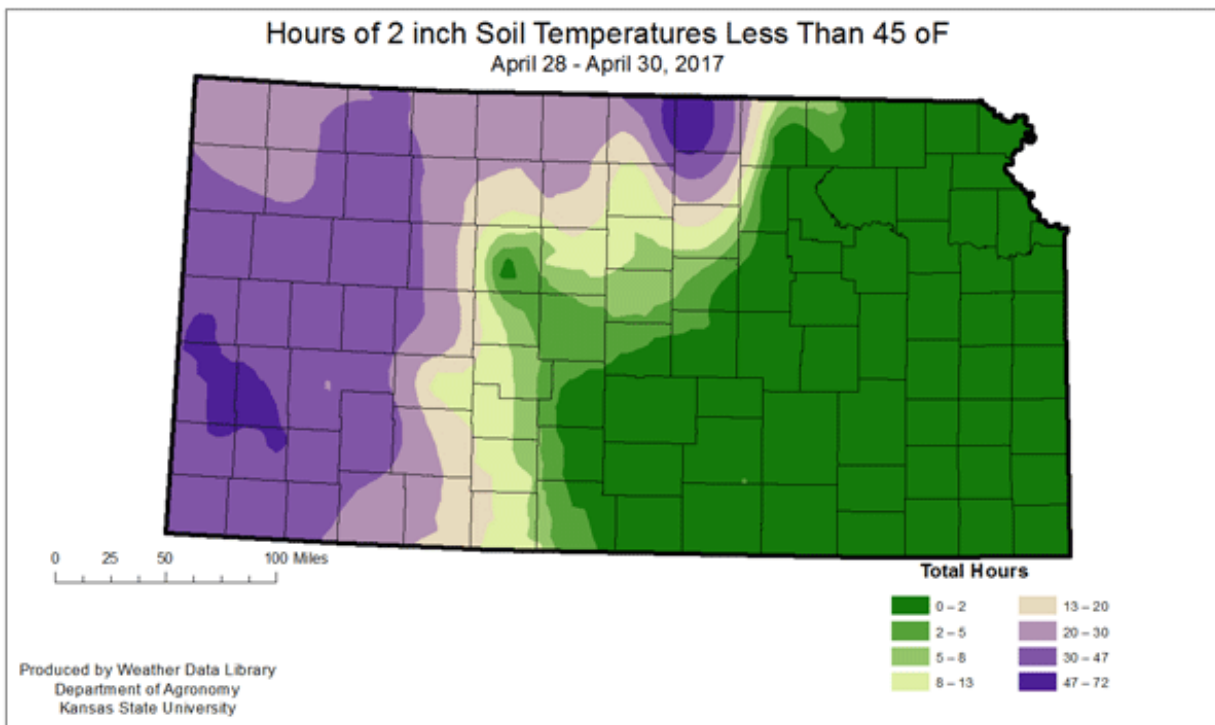 Hours of 2 inch Soil Temperatures Less Than 45 oF
April 28 - April 30, 2017
0 25 50 100 Miles
Total Hours
0 – 2
2 – 5
5 – 8
8 – 13
13 – 20
20 – 30
30 – 47
47 – 72
Produced by Weather Data Library
Department of Agronomy
Kansas State University